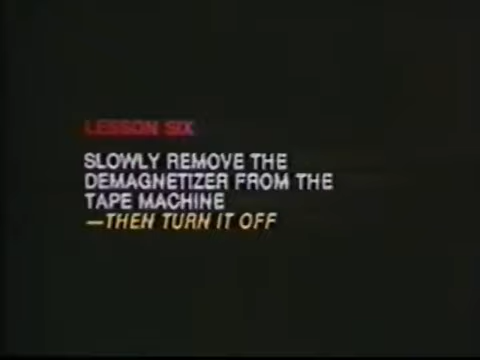 LESSON SIX
SLOWLY REMOVE THE
DEMAGNETIZER FROM THE
TAPE MACHINE
—THEN TURN IT OFF